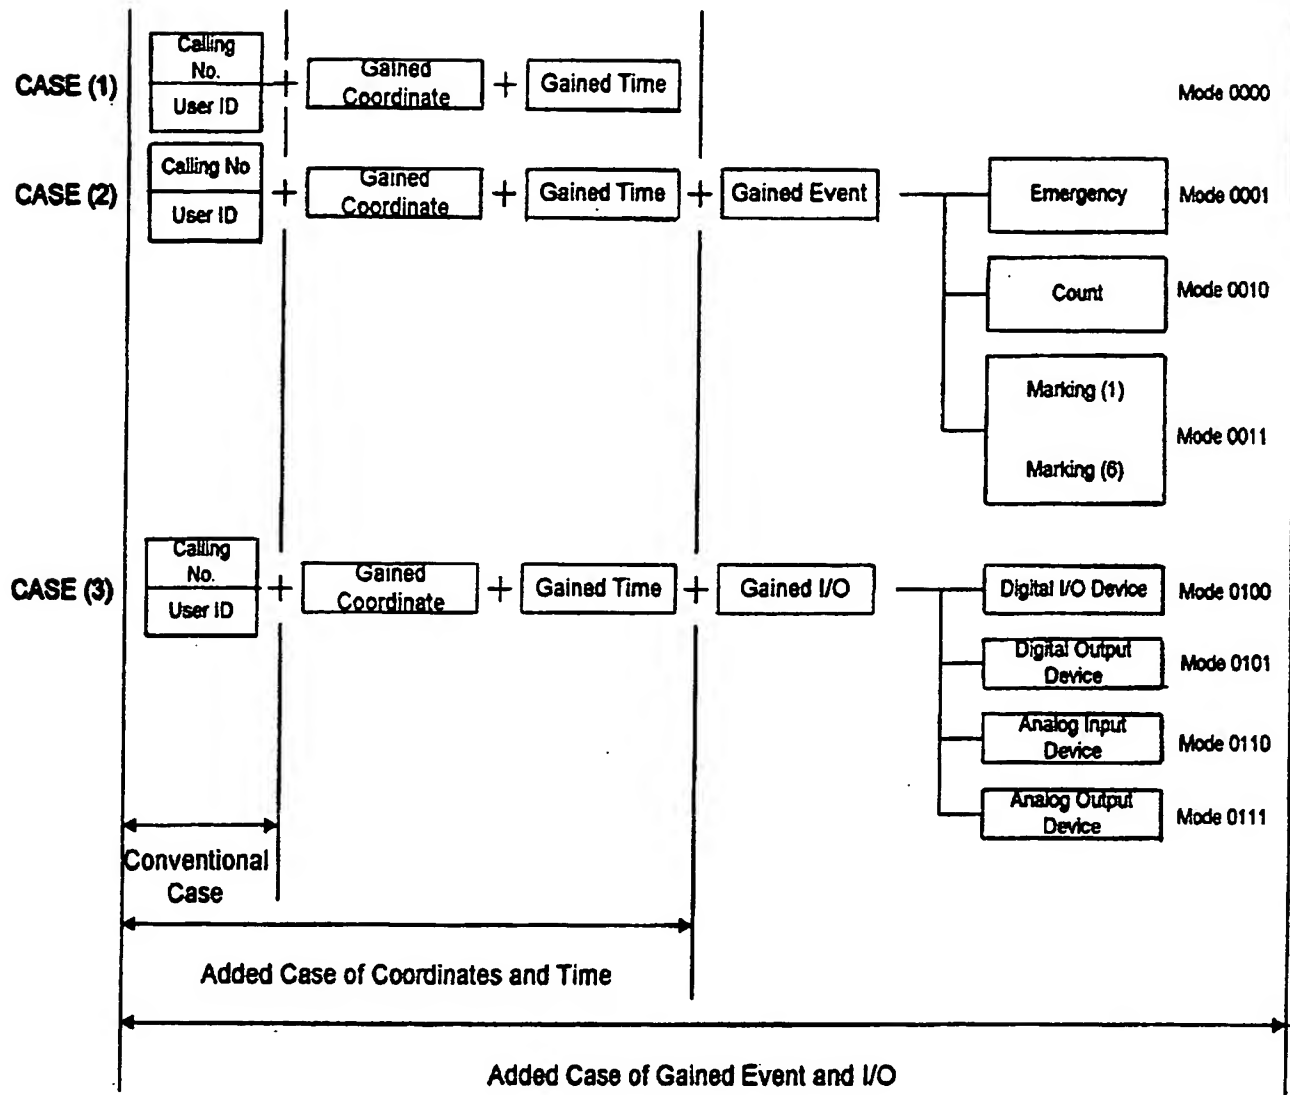 Calling
No.
User ID
CASE (1)
+
Gained
Coordinate
+
Gained Time
Mode 0000
Calling No
User ID
CASE (2)
+
Gained
Coordinate
+
Gained Time
+
Gained Event
Emergency
Mode 0001
Count
Mode 0010
Marking (1)
Marking (6)
Mode 0011
Calling
No.
User ID
CASE (3)
+
Gained
Coordinate
+
Gained Time
+
Gained I/O
Digital I/O Device
Mode 0100
Digital Output
Device
Mode 0101
Analog Input
Device
Mode 0110
Analog Output
Device
Mode 0111
Conventional
Case
Added Case of Coordinates and Time
Added Case of Gained Event and I/O